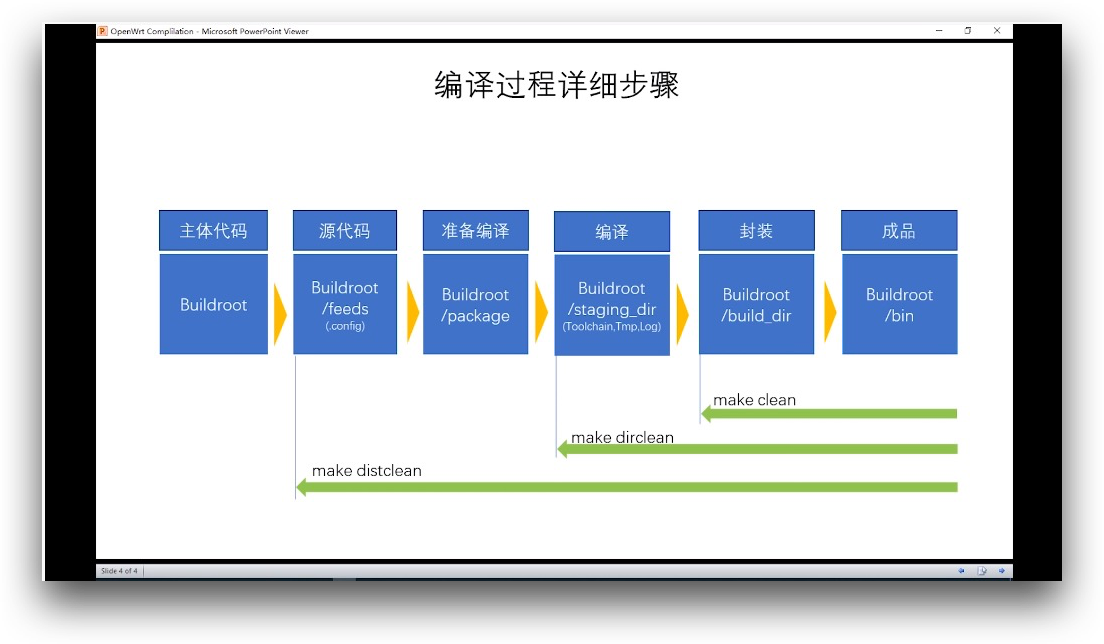 OpenWrt Compliation - Microsoft PowerPoint Viewer
编译过程详细步骤
主体代码
源代码
准备编译
编译
封装
成品
Buildroot
Buildroot
/feeds
(.config)
Buildroot
/package
Buildroot
/staging_dir
(Toolchain,Tmp,Log)
Buildroot
/build_dir
Buildroot
/bin
make clean
make dirclean
make distclean
Slide 4 of 4